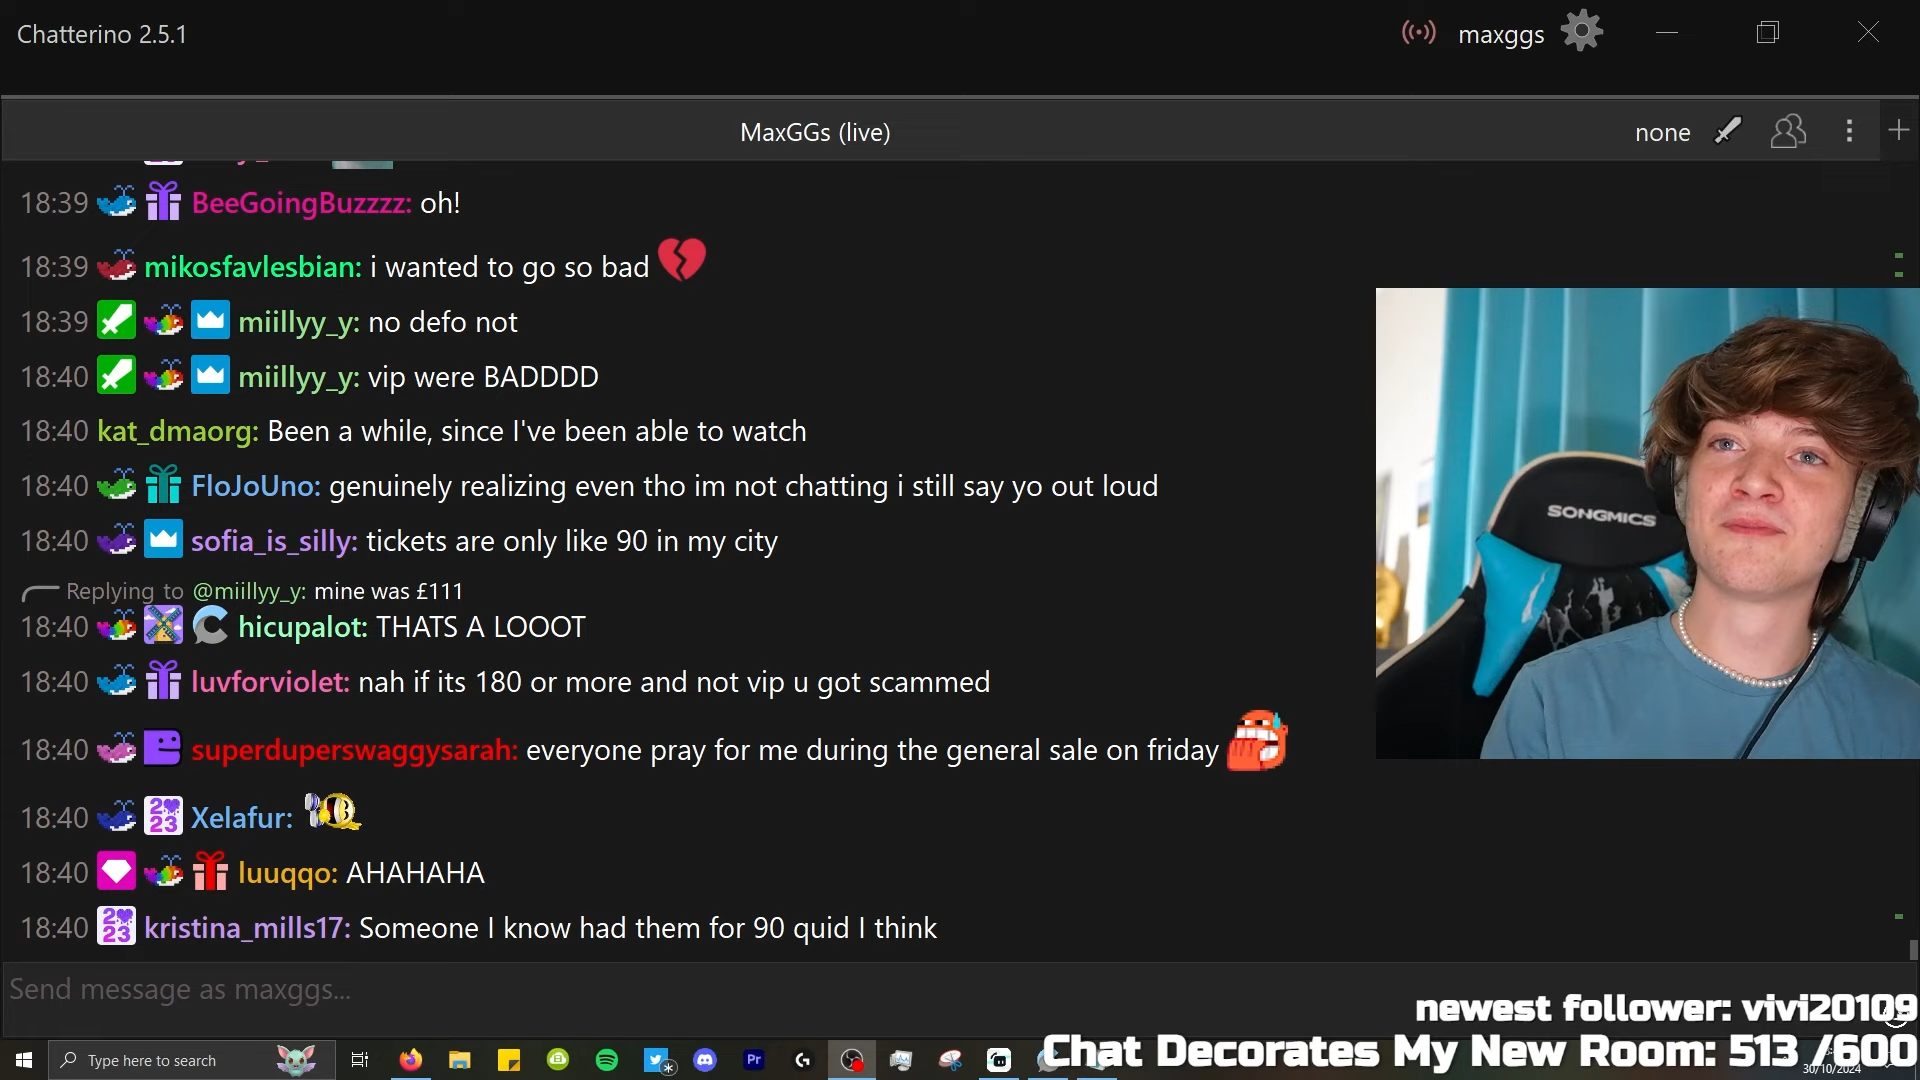 Chatterino 2.5.1
maxggs
MaxGGs (live)
none
18:39 BeeGoingBuzzzz: oh!
18:39 mikosfavlesbian: i wanted to go so bad
18:39 miillyy_y: no defo not
18:40 miillyy_y: vip were BADDDD
18:40 kat_dmaorg: Been a while, since I've been able to watch
18:40 FloJoUno: genuinely realizing even tho im not chatting i still say yo out loud
18:40 sofia_is_silly: tickets are only like 90 in my city
Replying to @miillyy_y: mine was £111
18:40 hicupalot: THATS A LOOOT
18:40 luvforviolet: nah if its 180 or more and not vip u got scammed
18:40 superduperswaggysarah: everyone pray for me during the general sale on friday
18:40 2023 Xelafur:
18:40 luuqqo: AHAHAHA
18:40 2023 kristina_mills17: Someone I know had them for 90 quid I think
SONGMICS
Send message as maxggs...
newest follower: vivi20109
Chat Decorates My New Room: 513 /600
Type here to search
Pr
30/10/2024